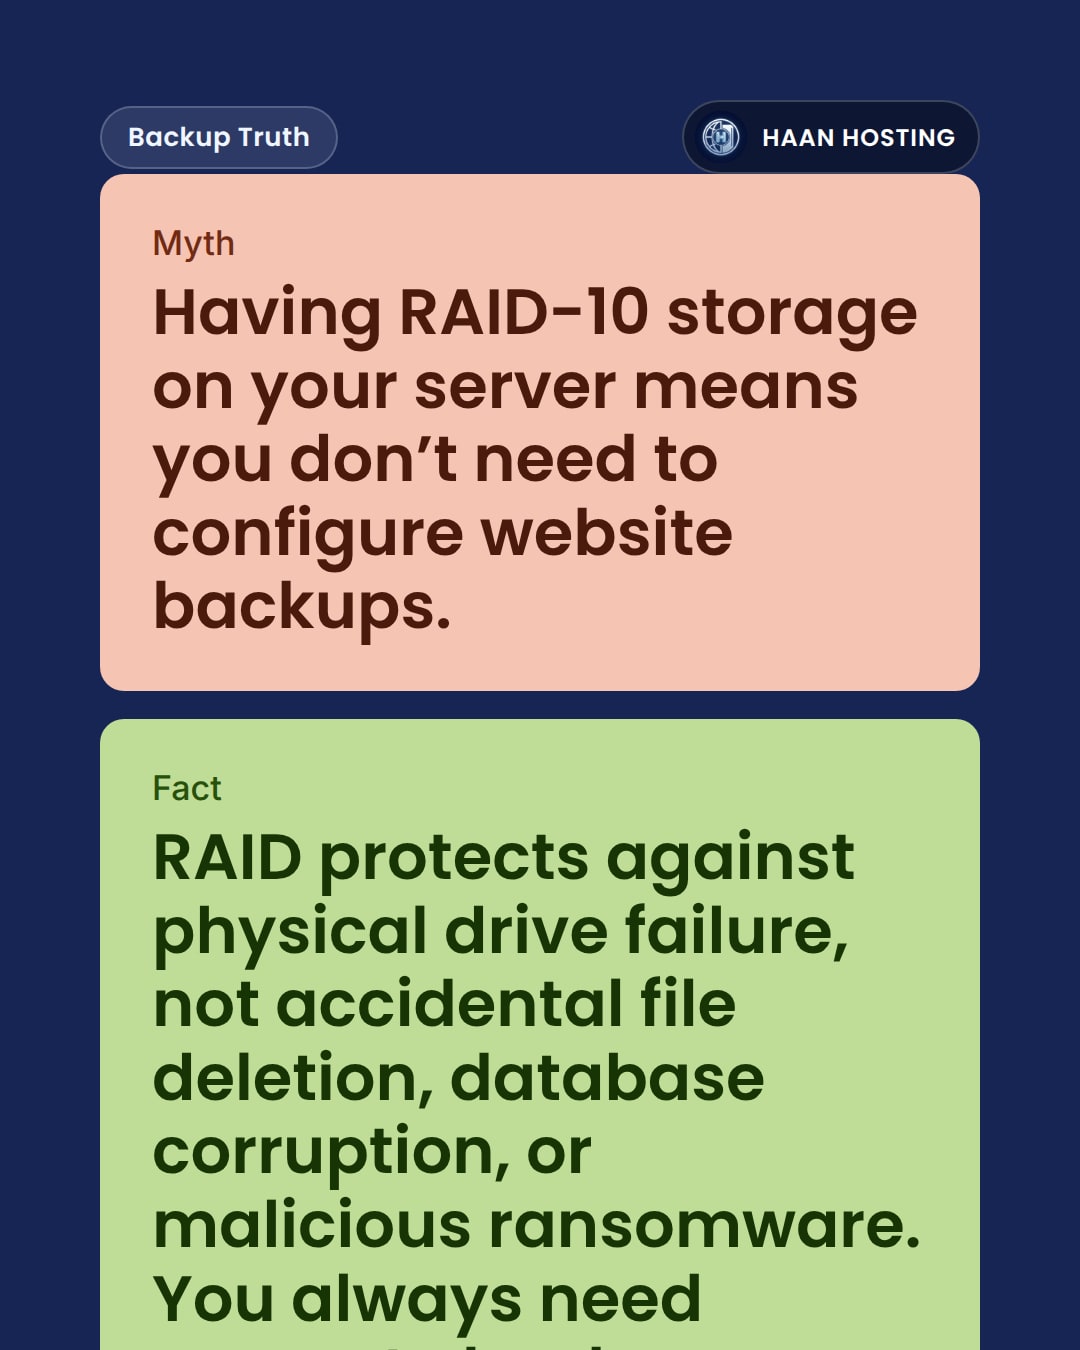 Backup Truth
HAAN HOSTING
Myth
Having RAID-10 storage
on your server means
you don’t need to
configure website
backups.
Fact
RAID protects against
physical drive failure,
not accidental file
deletion, database
corruption, or
malicious ransomware.
You always need